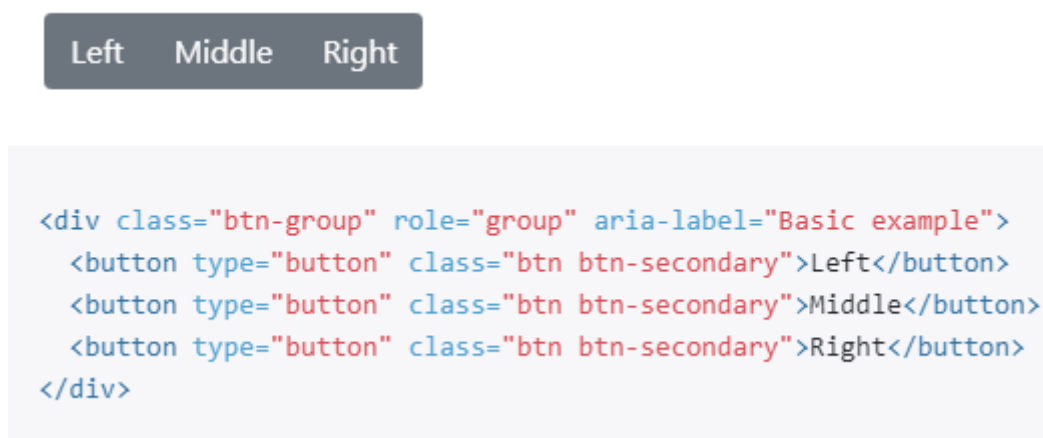 Left Middle Right
<div class="btn-group" role="group" aria-label="Basic example">
  <button type="button" class="btn btn-secondary">Left</button>
  <button type="button" class="btn btn-secondary">Middle</button>
  <button type="button" class="btn btn-secondary">Right</button>
</div>